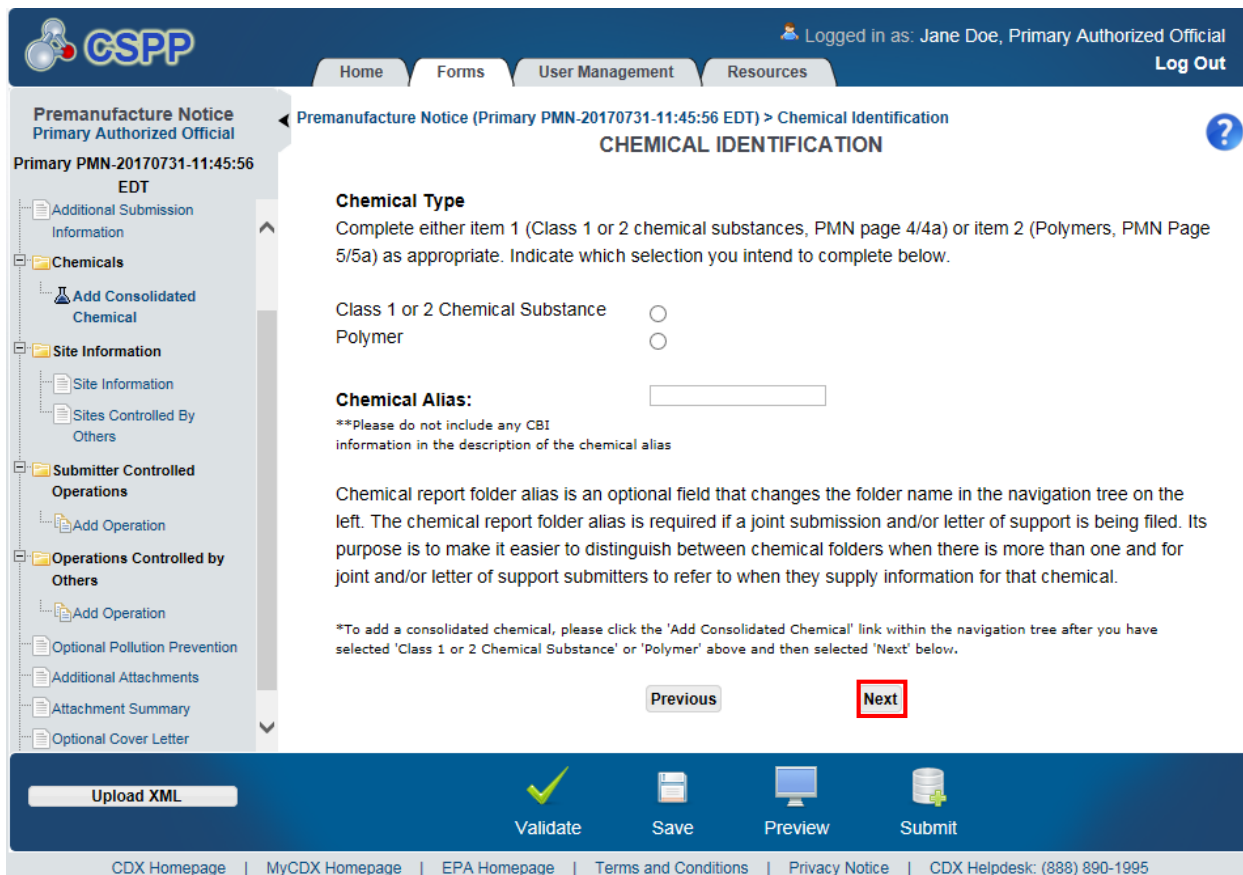 CSPP
Logged in as: Jane Doe, Primary Authorized Official
Log Out
Home
Forms
User Management
Resources
Premanufacture Notice
Primary Authorized Official
Primary PMN-20170731-11:45:56
EDT
Additional Submission
Information
Chemicals
Add Consolidated
Chemical
Site Information
Site Information
Sites Controlled By
Others
Submitter Controlled
Operations
Add Operation
Operations Controlled by
Others
Add Operation
Optional Pollution Prevention
Additional Attachments
Attachment Summary
Optional Cover Letter
Premanufacture Notice (Primary PMN-20170731-11:45:56 EDT) > Chemical Identification
?
CHEMICAL IDENTIFICATION
Chemical Type
Complete either item 1 (Class 1 or 2 chemical substances, PMN page 4/4a) or item 2 (Polymers, PMN Page
5/5a) as appropriate. Indicate which selection you intend to complete below.
Class 1 or 2 Chemical Substance
Polymer
Chemical Alias:
**Please do not include any CBI
information in the description of the chemical alias
Chemical report folder alias is an optional field that changes the folder name in the navigation tree on the
left. The chemical report folder alias is required if a joint submission and/or letter of support is being filed. Its
purpose is to make it easier to distinguish between chemical folders when there is more than one and for
joint and/or letter of support submitters to refer to when they supply information for that chemical.
*To add a consolidated chemical, please click the 'Add Consolidated Chemical' link within the navigation tree after you have
selected 'Class 1 or 2 Chemical Substance' or 'Polymer' above and then selected 'Next' below.
Previous
Next
Upload XML
Validate
Save
Preview
Submit
CDX Homepage | MyCDX Homepage | EPA Homepage | Terms and Conditions | Privacy Notice | CDX Helpdesk: (888) 890-1995